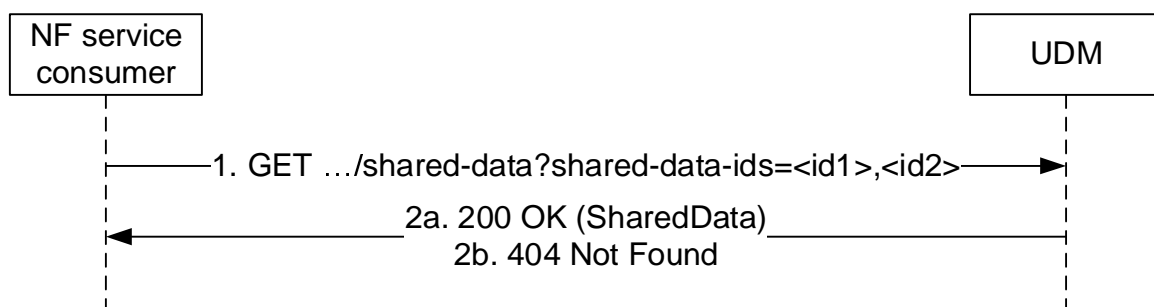 NF service
consumer
UDM
1. GET …/shared-data?shared-data-ids=<id1>,<id2>
2a. 200 OK (SharedData)
2b. 404 Not Found